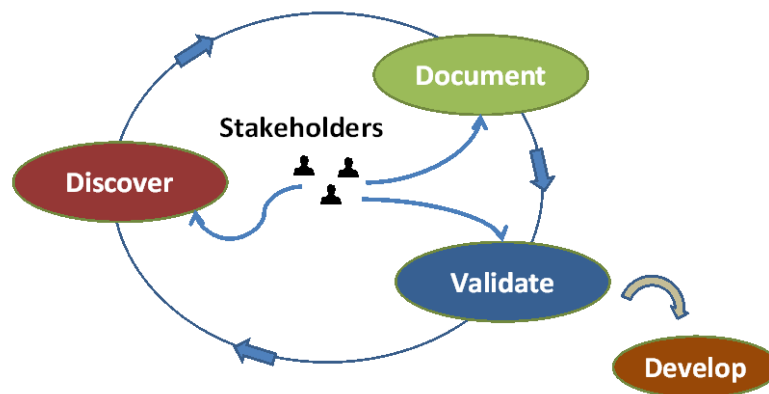 Document
Stakeholders
Discover
Validate
Develop